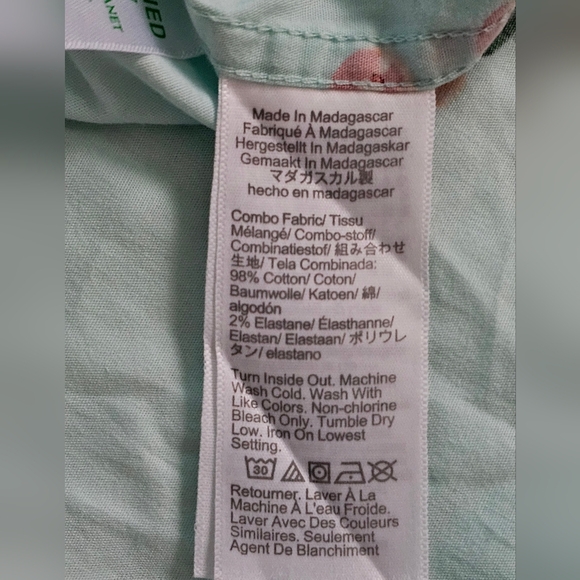 IED
ANET
Made In Madagascar
Fabriqué À Madagascar
Hergestellt In Madagaskar
Gemaakt In Madagascar
マダガスカル製
hecho en madagascar
Combo Fabric/ Tissu
Mélangé/ Combo-stoff/
Combinatiestof/ 組み合わせ
生地/ Tela Combinada:
98% Cotton/ Coton/
Baumwolle/ Katoen/ 綿/
algodón
2% Elastane/ Élasthanne/
Elastan/ Elastaan/ ポリウレ
タン/ elastano
Turn Inside Out. Machine
Wash Cold. Wash With
Like Colors. Non-chlorine
Bleach Only. Tumble Dry
Low. Iron On Lowest
Setting.
30
Retourner. Laver À La
Machine À L'eau Froide.
Laver Avec Des Couleurs
Similaires. Seulement
Agent De Blanchiment